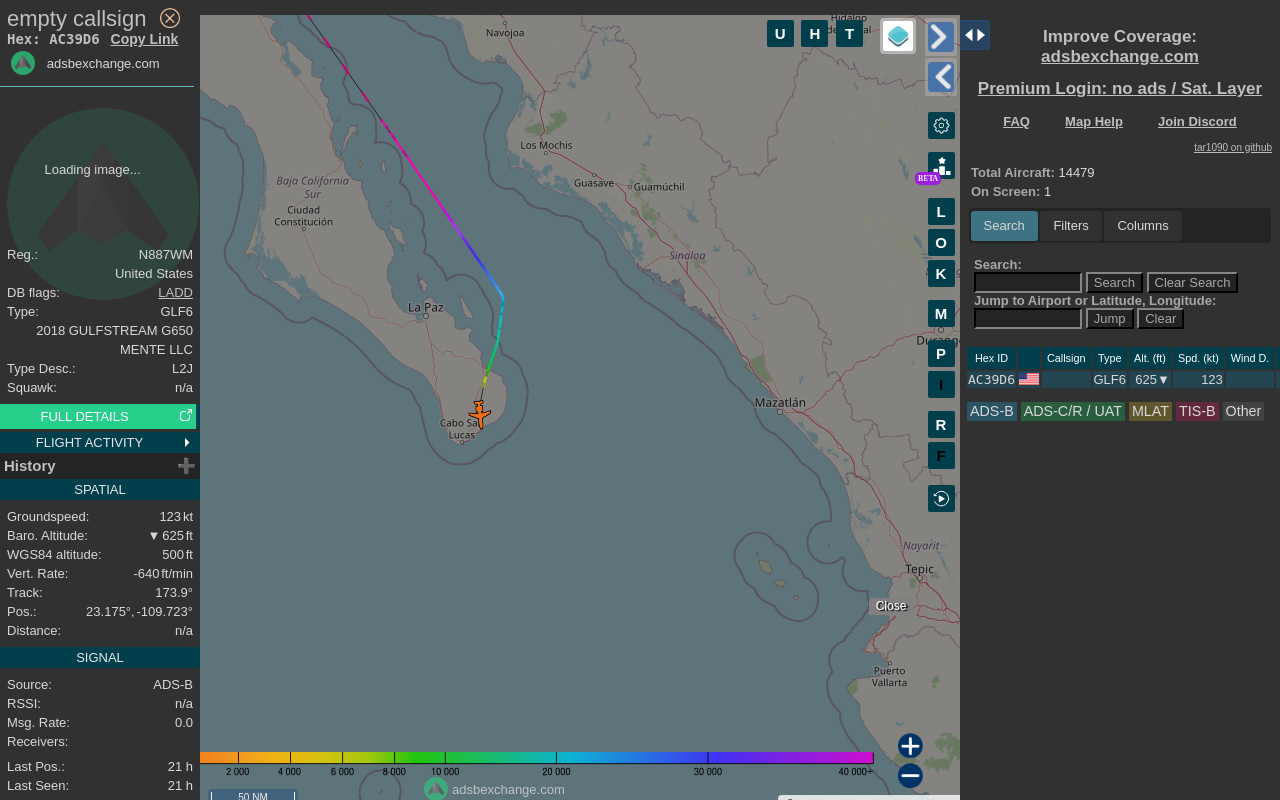 empty callsign
Hex: AC39D6 Copy Link
adsbexchange.com
Loading image...
Reg.: N887WM
United States
DB flags: LADD
Type: GLF6
2018 GULFSTREAM G650
MENTE LLC
Type Desc.: L2J
Squawk: n/a
FULL DETAILS
FLIGHT ACTIVITY
History
SPATIAL
Groundspeed: 123 kt
Baro. Altitude: ▼ 625 ft
WGS84 altitude: 500 ft
Vert. Rate: -640 ft/min
Track: 173.9°
Pos.: 23.175°, -109.723°
Distance: n/a
SIGNAL
Source: ADS-B
RSSI: n/a
Msg. Rate: 0.0
Receivers:
Last Pos.: 21 h
Last Seen: 21 h
Navojoa
Los Mochis
Guasave
Guamúchil
Baja California
Sur
Ciudad
Constitución
Sinaloa
La Paz
Mazatlán
Cabo Sa
Lucas
Nayarit
Tepic
Close
Puerto
Vallarta
Hidalgo
U H T
BETA
L
O
K
M
P
I
R
F
2 000 4 000 6 000 8 000 10 000 20 000 30 000 40 000+
adsbexchange.com
50 NM
Improve Coverage:
adsbexchange.com
Premium Login: no ads / Sat. Layer
FAQ Map Help Join Discord
tar1090 on github
Total Aircraft: 14479
On Screen: 1
Search Filters Columns
Search:
Search Clear Search
Jump to Airport or Latitude, Longitude:
Jump Clear
Hex ID Callsign Type Alt. (ft) Spd. (kt) Wind D.
AC39D6 GLF6 625▼ 123
ADS-B ADS-C/R / UAT MLAT TIS-B Other